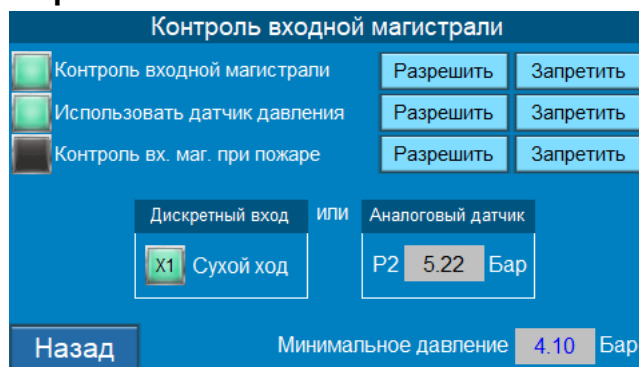 Контроль входной магистрали
Контроль входной магистрали Разрешить Запретить
Использовать датчик давления Разрешить Запретить
Контроль вх. маг. при пожаре Разрешить Запретить
Дискретный вход или Аналоговый датчик
X1 Сухой ход P2 5.22 Бар
Назад Минимальное давление 4.10 Бар